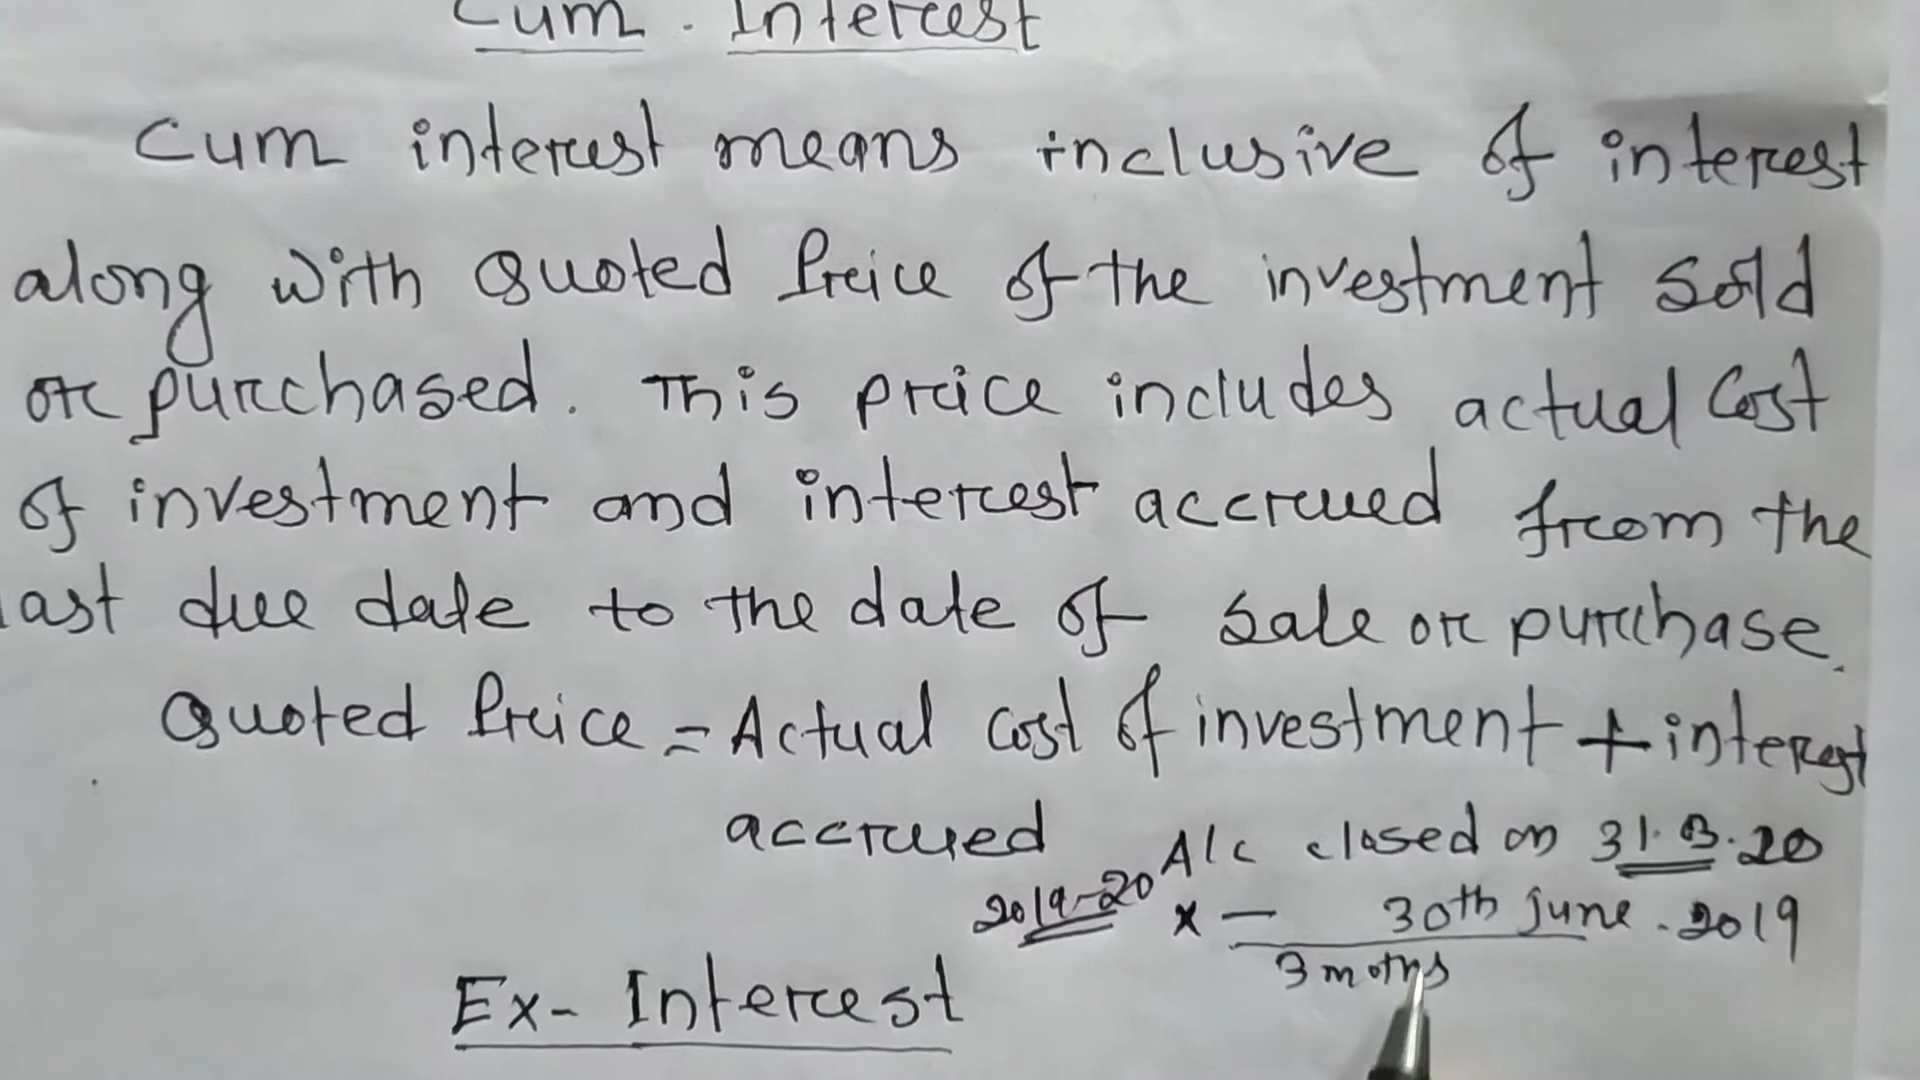 Cum. Interest
Cum interest means inclusive of interest
along with Quoted Price of the investment sold
or purchased. This price includes actual Cost
of investment and interest accrued from the
last due date to the date of sale or purchase.
Quoted Price = Actual cost of investment + interest
accrued
A/c closed on 31.3.20
2019-20
x — 30th june. 2019
3 moths
Ex- Interest